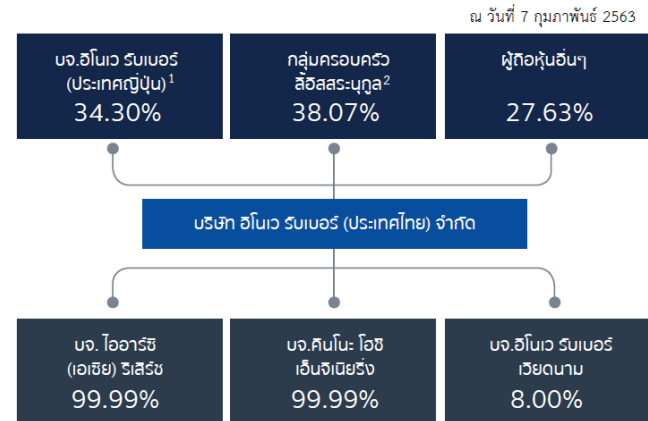 ณ วันที่ 7 กุมภาพันธ์ 2563
บจ.อีโนเว รับเบอร์
(ประเทศญี่ปุ่น)1
34.30%
กลุ่มครอบครัว
ลี้อิสสระนุกูล2
38.07%
ผู้ถือหุ้นอื่นๆ
27.63%
บริษัท อีโนเว รับเบอร์ (ประเทศไทย) จำกัด
บจ. ไออาร์ซี
(เอเชีย) รีเสิร์ช
99.99%
บจ.คินโนะ โฮชิ
เอ็นจิเนียริ่ง
99.99%
บจ.อีโนเว รับเบอร์
เวียดนาม
8.00%